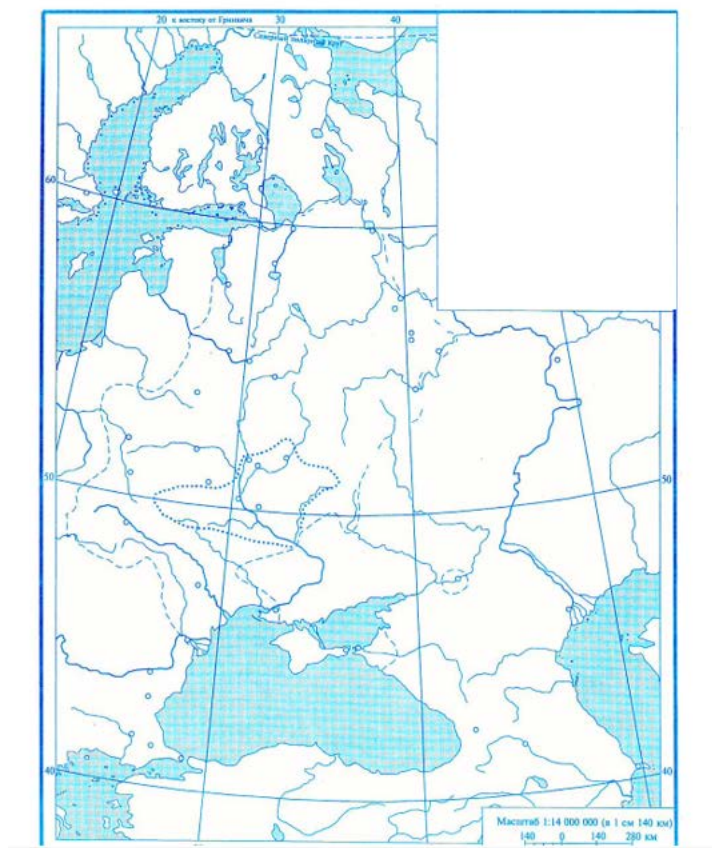 20 к востоку от Гринвича 30 40
Северный полярный круг
60
50 50
40 40
Масштаб 1:14 000 000 (в 1 см 140 км)
140 0 140 280 км